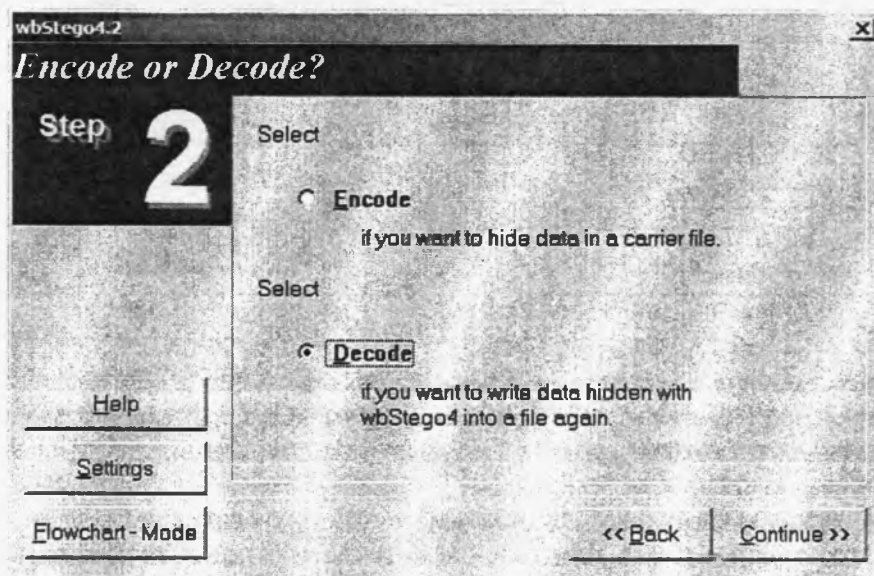 wbStego4.2
Encode or Decode?
Step 2
Select
Encode
if you want to hide data in a carrier file.
Select
Decode
if you want to write data hidden with
wbStego4 into a file again.
Help
Settings
Flowchart - Mode
<< Back
Continue >>